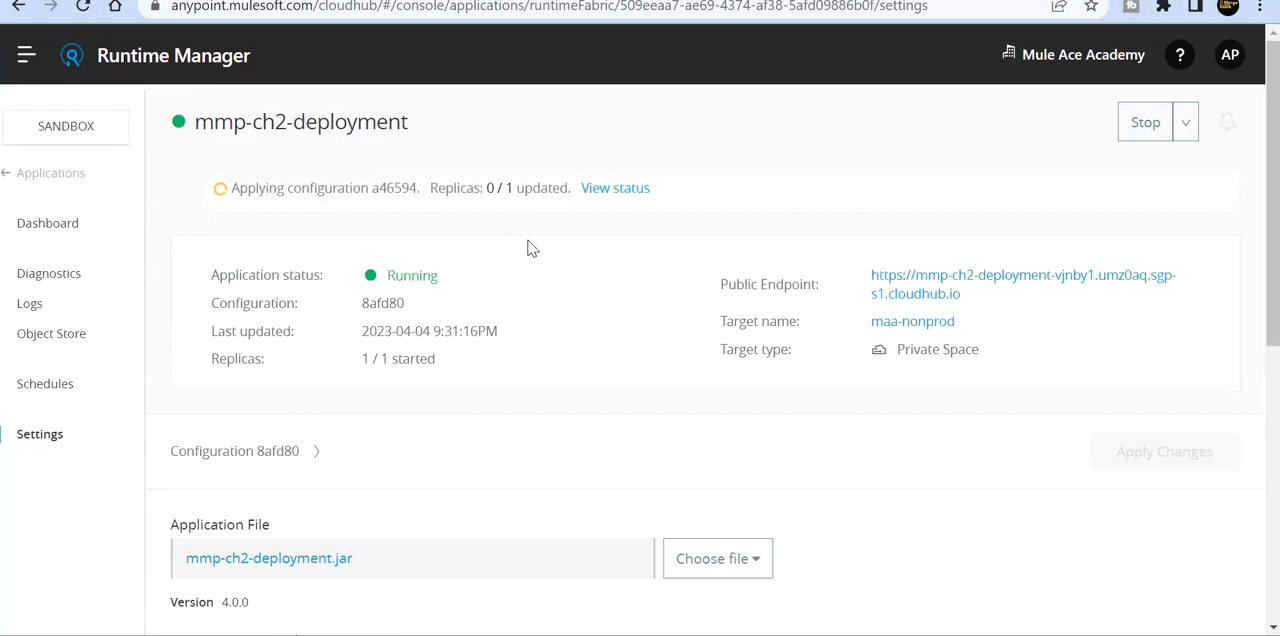 anypoint.mulesoft.com/cloudhub/#/console/applications/runtimeFabric/509eeaa7-ae69-4374-af38-5afd09886b0f/settings
Runtime Manager
Mule Ace Academy
?
AP
SANDBOX
mmp-ch2-deployment
Stop
Applications
Applying configuration a46594. Replicas: 0 / 1 updated. View status
Dashboard
Diagnostics
Logs
Object Store
Schedules
Settings
Application status: Running
Configuration: 8afd80
Last updated: 2023-04-04 9:31:16PM
Replicas: 1 / 1 started
Public Endpoint: https://mmp-ch2-deployment-vjnby1.umz0aq.sgp-
s1.cloudhub.io
Target name: maa-nonprod
Target type: Private Space
Configuration 8afd80
Apply Changes
Application File
mmp-ch2-deployment.jar
Choose file
Version 4.0.0